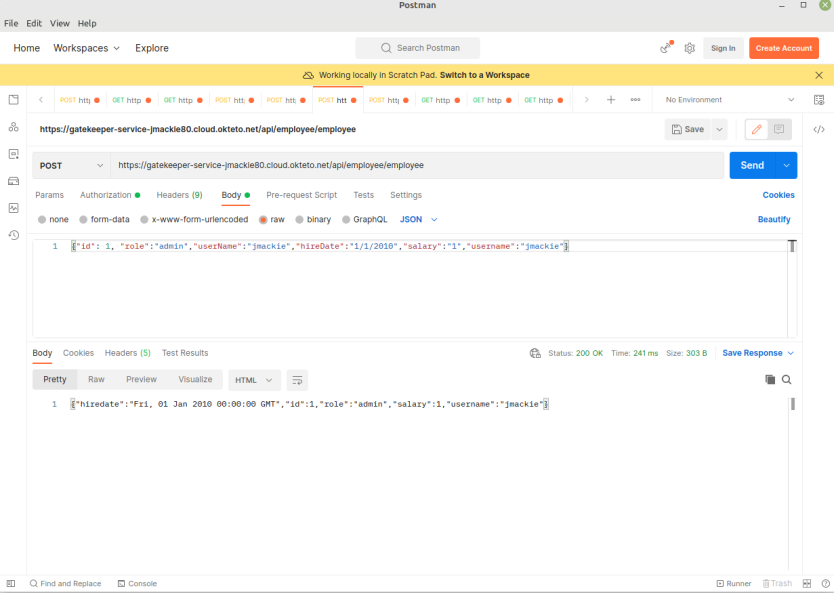 Postman
File Edit View Help
Home Workspaces Explore Search Postman Sign In Create Account
Working locally in Scratch Pad. Switch to a Workspace
POST http GET http GET http POST htt POST htt POST htt POST http GET http GET http GET http No Environment
https://gatekeeper-service-jmackie80.cloud.okteto.net/api/employee/employee Save
POST https://gatekeeper-service-jmackie80.cloud.okteto.net/api/employee/employee Send
Params Authorization Headers (9) Body Pre-request Script Tests Settings Cookies
none form-data x-www-form-urlencoded raw binary GraphQL JSON Beautify
1 {"id": 1, "role":"admin","userName":"jmackie","hireDate":"1/1/2010","salary":"1","username":"jmackie"}
Body Cookies Headers (5) Test Results Status: 200 OK Time: 241 ms Size: 303 B Save Response
Pretty Raw Preview Visualize HTML
1 {"hiredate":"Fri, 01 Jan 2010 00:00:00 GMT","id":1,"role":"admin","salary":1,"username":"jmackie"}
Find and Replace Console Runner Trash